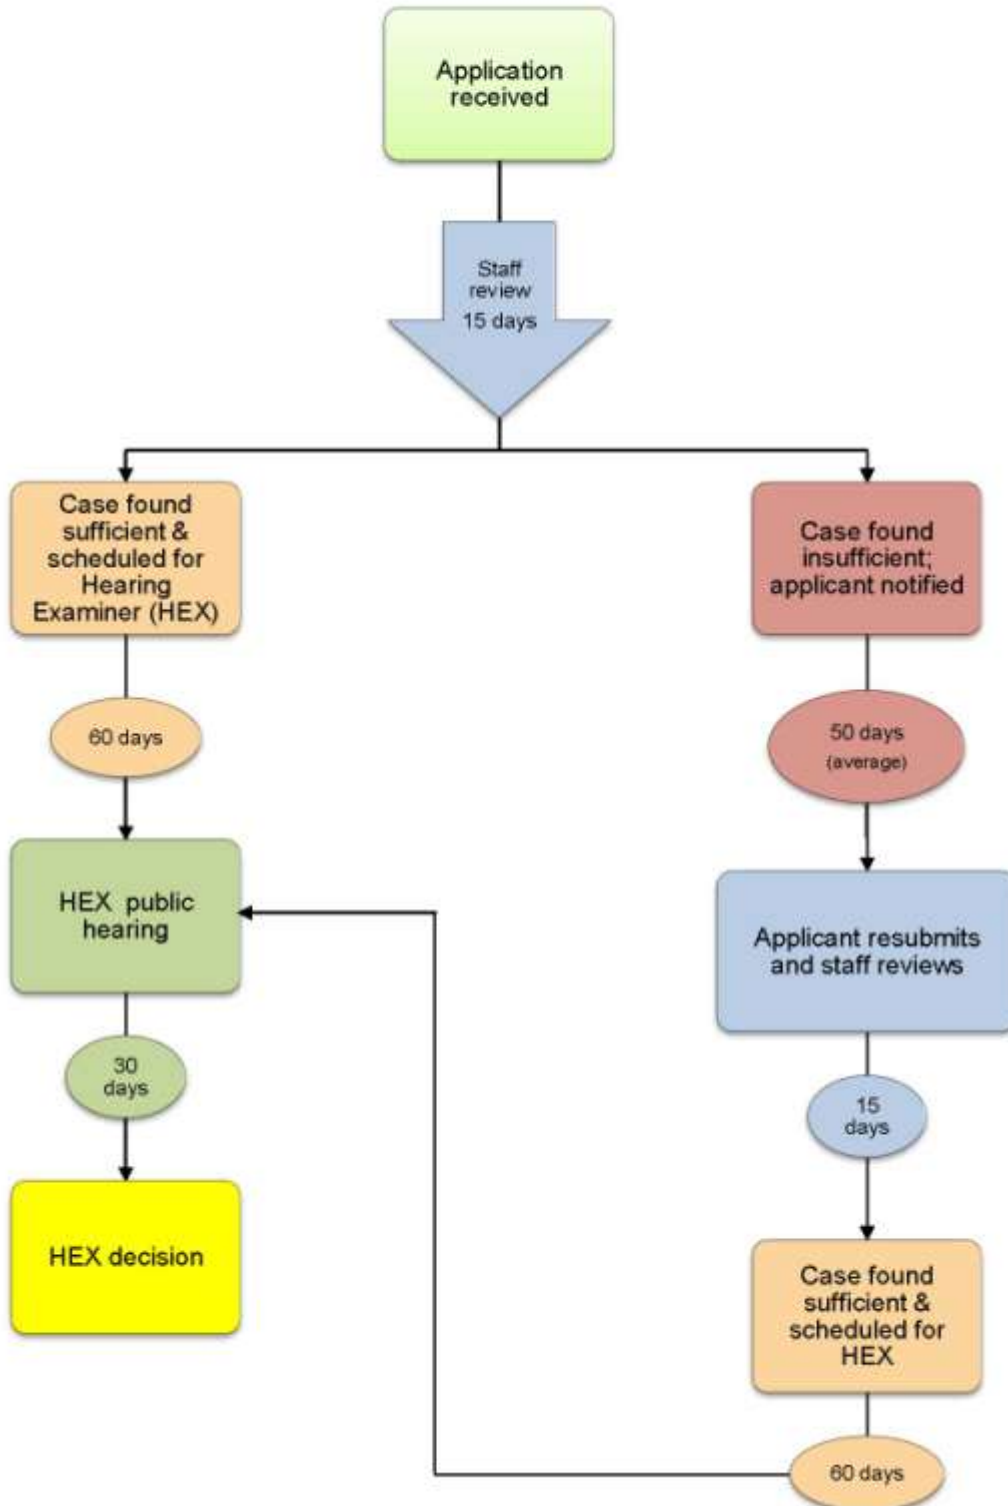 Application
received
Staff
review
15 days
Case found
sufficient &
scheduled for
Hearing
Examiner (HEX)
60 days
HEX public
hearing
30
days
HEX decision
Case found
insufficient;
applicant notified
50 days
(average)
Applicant resubmits
and staff reviews
15
days
Case found
sufficient &
scheduled for
HEX
60 days